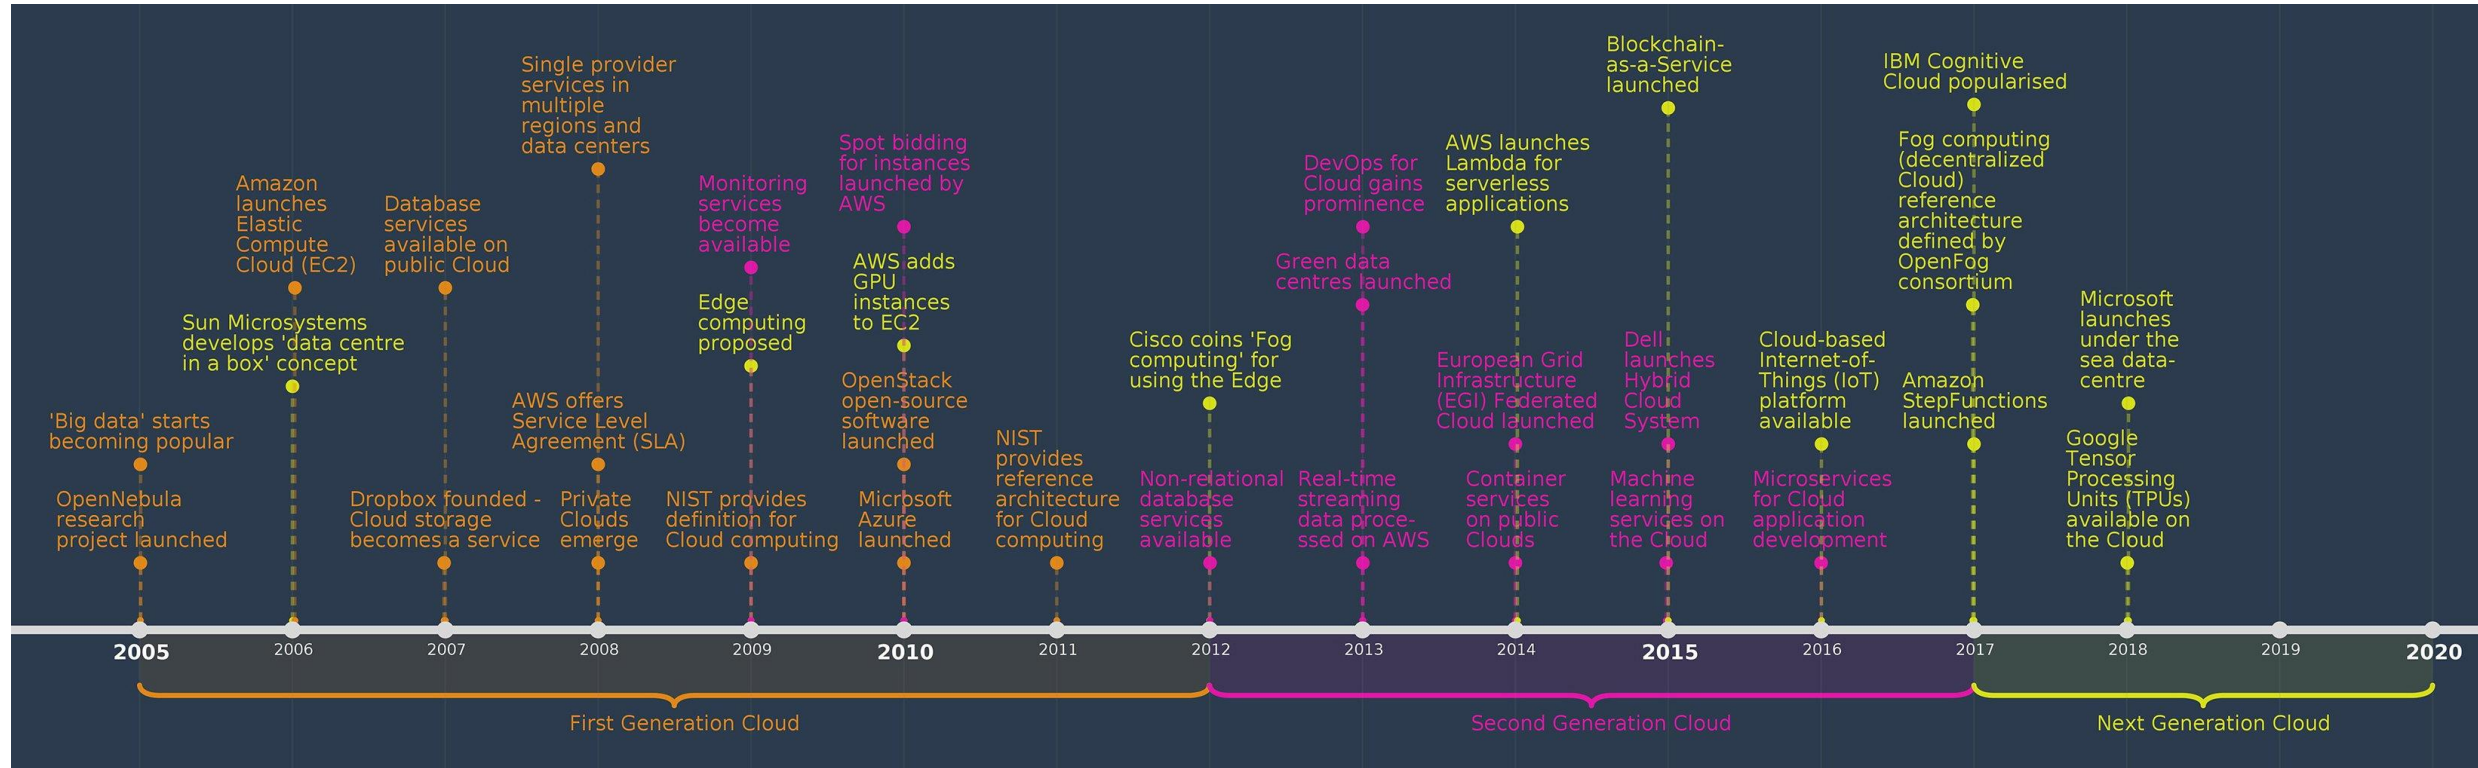 Single provider
services in
multiple
regions and
data centers
Amazon
launches
Elastic
Compute
Cloud (EC2)
Database
services
available on
public Cloud
Sun Microsystems
develops 'data centre
in a box' concept
'Big data' starts
becoming popular
OpenNebula
research
project launched
Dropbox founded -
Cloud storage
becomes a service
AWS offers
Service Level
Agreement (SLA)
Private
Clouds
emerge
Monitoring
services
become
available
Edge
computing
proposed
NIST provides
definition for
Cloud computing
Spot bidding
for instances
launched by
AWS
AWS adds
GPU
instances
to EC2
OpenStack
open-source
software
launched
Microsoft
Azure
launched
NIST
provides
reference
architecture
for Cloud
computing
Cisco coins 'Fog
computing' for
using the Edge
Non-relational
database
services
available
DevOps for
Cloud gains
prominence
Green data
centres launched
Real-time
streaming
data proce-
ssed on AWS
AWS launches
Lambda for
serverless
applications
European Grid
Infrastructure
(EGI) Federated
Cloud launched
Container
services
on public
Clouds
Blockchain-
as-a-Service
launched
Dell
launches
Hybrid
Cloud
System
Machine
learning
services on
the Cloud
Cloud-based
Internet-of-
Things (IoT)
platform
available
Microservices
for Cloud
application
development
IBM Cognitive
Cloud popularised
Fog computing
(decentralized
Cloud)
reference
architecture
defined by
OpenFog
consortium
Amazon
StepFunctions
launched
Microsoft
launches
under the
sea data-
centre
Google
Tensor
Processing
Units (TPUs)
available on
the Cloud
2005
2006
2007
2008
2009
2010
2011
2012
2013
2014
2015
2016
2017
2018
2019
2020
First Generation Cloud
Second Generation Cloud
Next Generation Cloud